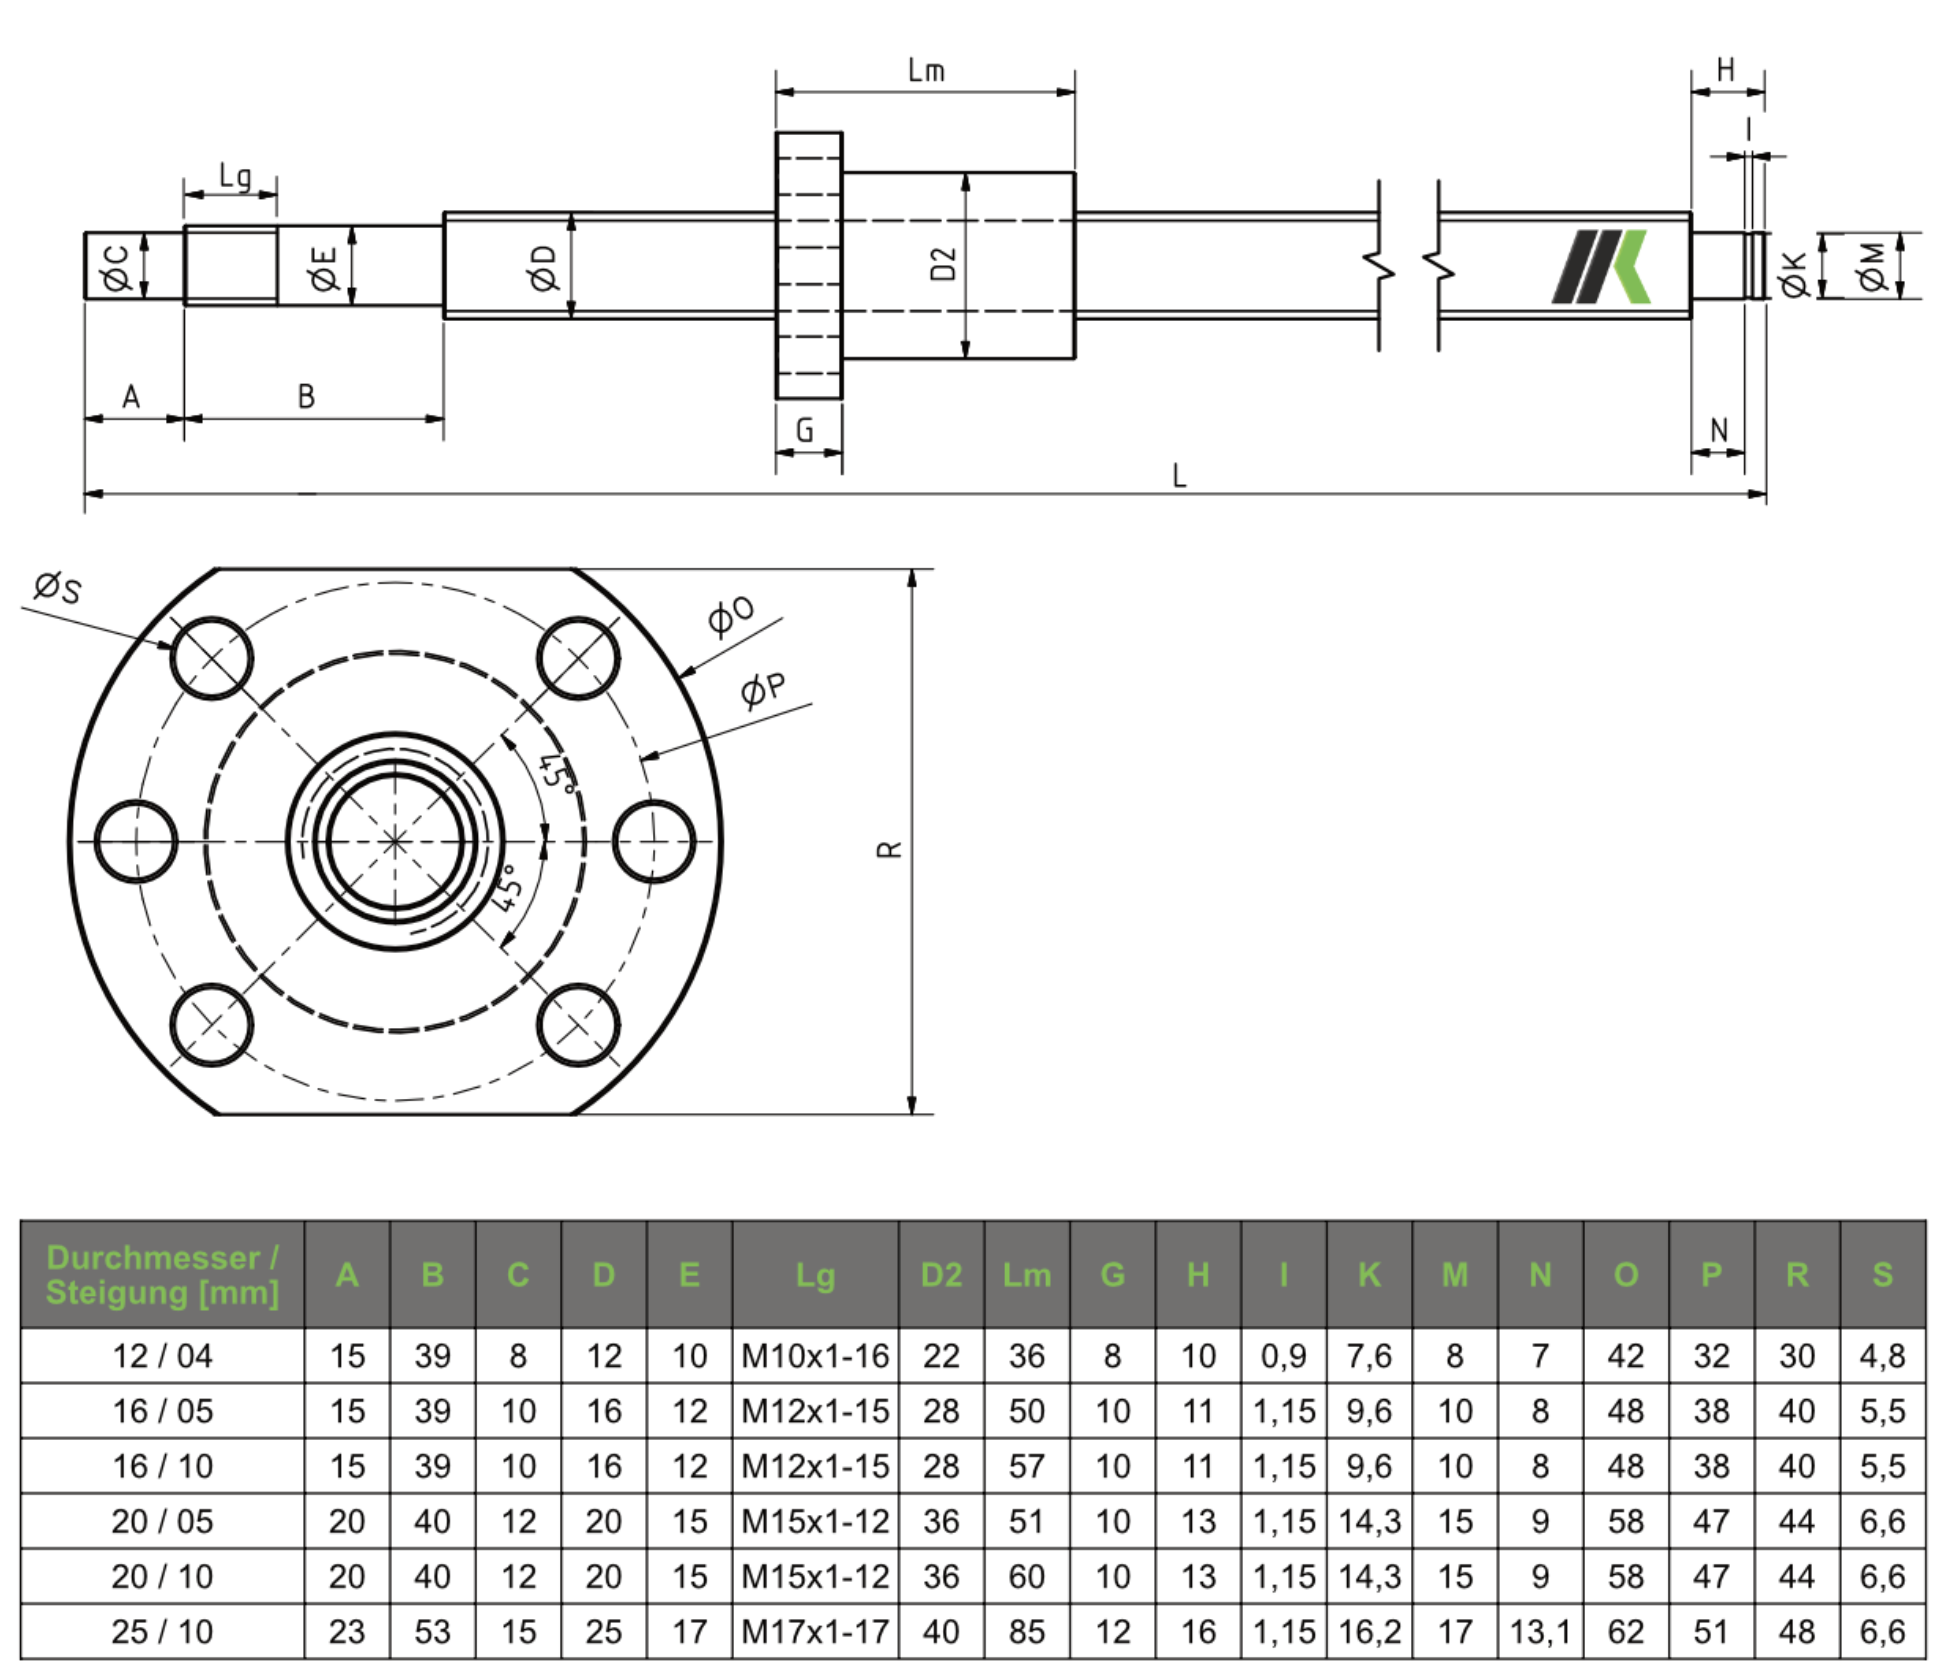 Lm
H
I
Lg
ØC
ØE
ØD
D2
ØK
ØM
A
B
G
N
L
ØS
ØO
ØP
45°
45°
R
Durchmesser / Steigung [mm] A B C D E Lg D2 Lm G H I K M N O P R S
12 / 04 15 39 8 12 10 M10x1-16 22 36 8 10 0,9 7,6 8 7 42 32 30 4,8
16 / 05 15 39 10 16 12 M12x1-15 28 50 10 11 1,15 9,6 10 8 48 38 40 5,5
16 / 10 15 39 10 16 12 M12x1-15 28 57 10 11 1,15 9,6 10 8 48 38 40 5,5
20 / 05 20 40 12 20 15 M15x1-12 36 51 10 13 1,15 14,3 15 9 58 47 44 6,6
20 / 10 20 40 12 20 15 M15x1-12 36 60 10 13 1,15 14,3 15 9 58 47 44 6,6
25 / 10 23 53 15 25 17 M17x1-17 40 85 12 16 1,15 16,2 17 13,1 62 51 48 6,6